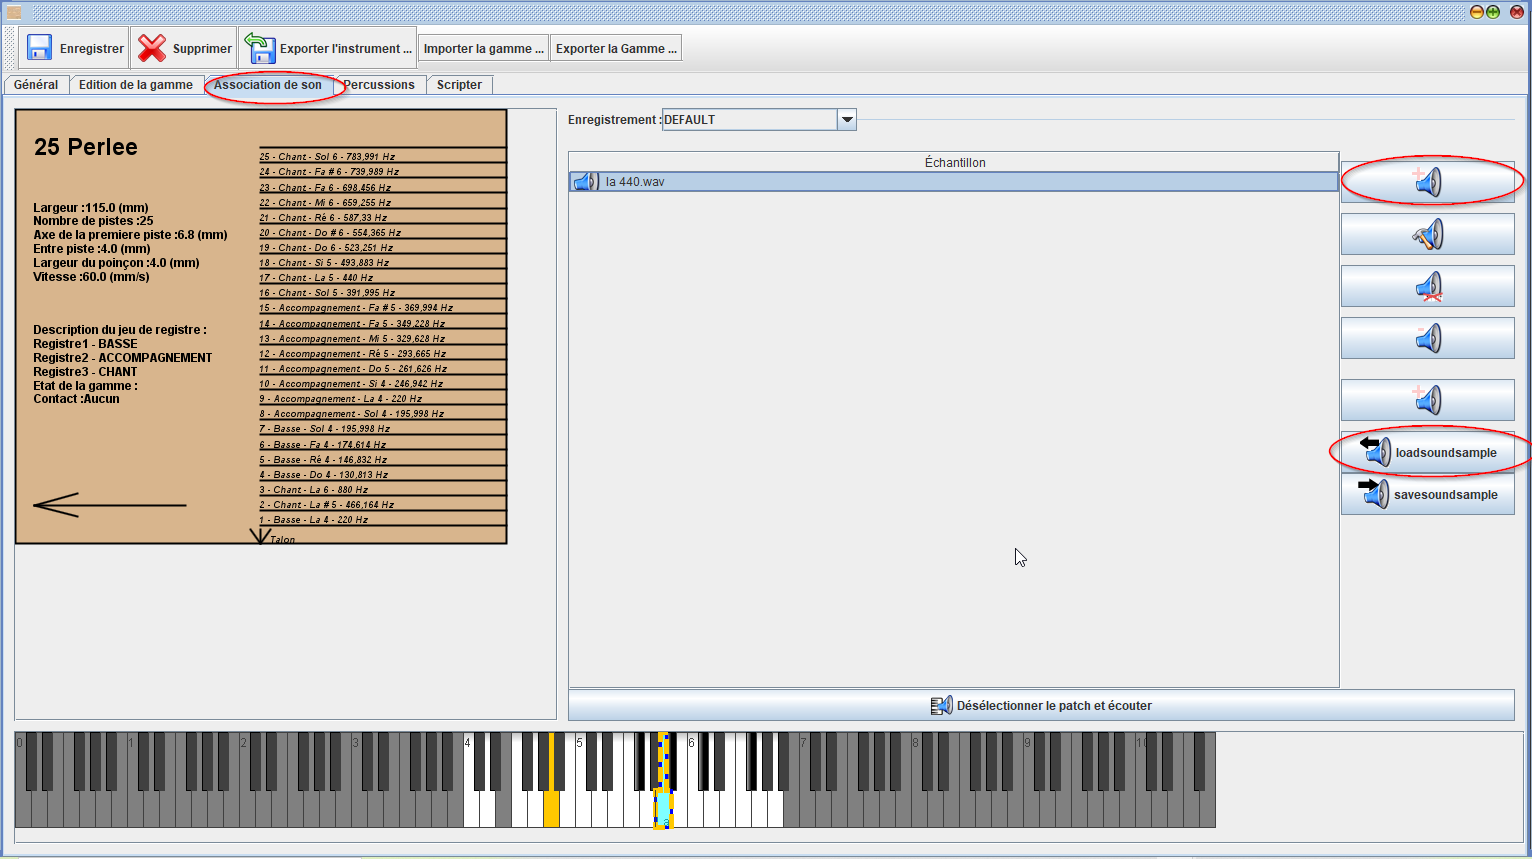 Enregistrer Supprimer Exporter l'instrument ... Importer la gamme ... Exporter la Gamme ...
Général Edition de la gamme Association de son Percussions Scripter
25 Perlee
Largeur :115.0 (mm)
Nombre de pistes :25
Axe de la premiere piste :6.8 (mm)
Entre piste :4.0 (mm)
Largeur du poinçon :4.0 (mm)
Vitesse :60.0 (mm/s)
Description du jeu de registre :
Registre1 - BASSE
Registre2 - ACCOMPAGNEMENT
Registre3 - CHANT
Etat de la gamme :
Contact :Aucun
25 - Chant - Sol 6 - 783,991 Hz
24 - Chant - Fa # 6 - 739,989 Hz
23 - Chant - Fa 6 - 698,456 Hz
22 - Chant - Mi 6 - 659,255 Hz
21 - Chant - Ré 6 - 587,33 Hz
20 - Chant - Do # 6 - 554,365 Hz
19 - Chant - Do 6 - 523,251 Hz
18 - Chant - Si 5 - 493,883 Hz
17 - Chant - La 5 - 440 Hz
16 - Chant - Sol 5 - 391,995 Hz
15 - Accompagnement - Fa # 5 - 369,994 Hz
14 - Accompagnement - Fa 5 - 349,228 Hz
13 - Accompagnement - Mi 5 - 329,628 Hz
12 - Accompagnement - Ré 5 - 293,665 Hz
11 - Accompagnement - Do 5 - 261,626 Hz
10 - Accompagnement - Si 4 - 246,942 Hz
9 - Accompagnement - La 4 - 220 Hz
8 - Accompagnement - Sol 4 - 195,998 Hz
7 - Basse - Sol 4 - 195,998 Hz
6 - Basse - Fa 4 - 174,614 Hz
5 - Basse - Ré 4 - 146,832 Hz
4 - Basse - Do 4 - 130,813 Hz
3 - Chant - La 6 - 880 Hz
2 - Chant - La # 5 - 466,164 Hz
1 - Basse - La 4 - 220 Hz
Talon
Enregistrement : DEFAULT
Échantillon
la 440.wav
loadsoundsample
savesoundsample
Désélectionner le patch et écouter
0 1 2 3 4 5 6 7 8 9 10
a